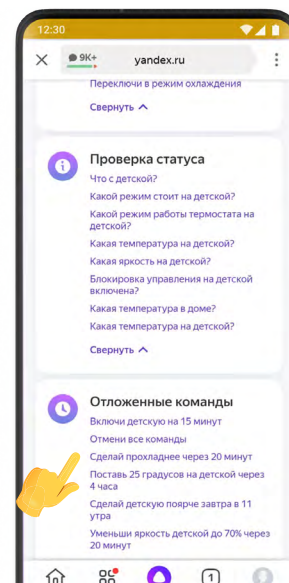 12:30
9K+ yandex.ru
Переключи в режим охлаждения
Свернуть
Проверка статуса
Что с детской?
Какой режим стоит на детской?
Какой режим работы термостата на
детской?
Какая температура на детской?
Какая яркость на детской?
Блокировка управления на детской
включена?
Какая температура в доме?
Какая температура на детской?
Свернуть
Отложенные команды
Включи детскую на 15 минут
Отмени все команды
Сделай прохладнее через 20 минут
Поставь 25 градусов на детской через
4 часа
Сделай детскую поярче завтра в 11
утра
Уменьши яркость детской до 70% через
20 минут
1